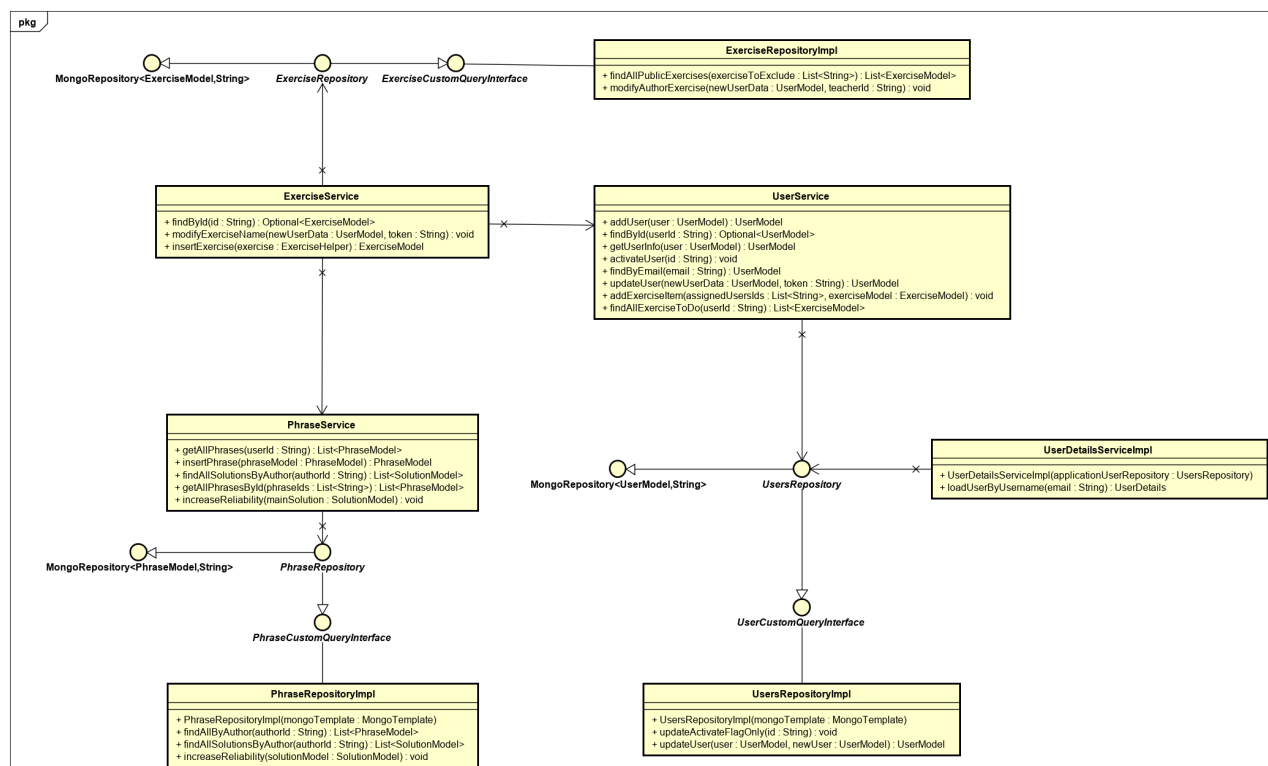 pkg
ExerciseRepositoryImpl
+ findAllPublicExercises(exerciseToExclude : List<String>) : List<ExerciseModel>
+ modifyAuthorExercise(newUserData : UserModel, teacherId : String) : void
MongoRepository<ExerciseModel,String>
ExerciseRepository
ExerciseCustomQueryInterface
ExerciseService
+ findById(id : String) : Optional<ExerciseModel>
+ modifyExerciseName(newUserData : UserModel, token : String) : void
+ insertExercise(exercise : ExerciseHelper) : ExerciseModel
UserService
+ addUser(user : UserModel) : UserModel
+ findById(userId : String) : Optional<UserModel>
+ getUserInfo(user : UserModel) : UserModel
+ activateUser(id : String) : void
+ findByEmail(email : String) : UserModel
+ updateUser(newUserData : UserModel, token : String) : UserModel
+ addExerciseItem(assignedUsersIds : List<String>, exerciseModel : ExerciseModel) : void
+ findAllExerciseToDo(userId : String) : List<ExerciseModel>
PhraseService
+ getAllPhrases(userId : String) : List<PhraseModel>
+ insertPhrase(phraseModel : PhraseModel) : PhraseModel
+ findAllSolutionsByAuthor(authorId : String) : List<SolutionModel>
+ getAllPhrasesById(phraseIds : List<String>) : List<PhraseModel>
+ increaseReliability(mainSolution : SolutionModel) : void
UserDetailsServiceImpl
+ UserDetailsServiceImpl(applicationUserRepository : UsersRepository)
+ loadUserByUsername(email : String) : UserDetails
MongoRepository<UserModel,String>
UsersRepository
MongoRepository<PhraseModel,String>
PhraseRepository
UserCustomQueryInterface
PhraseCustomQueryInterface
PhraseRepositoryImpl
+ PhraseRepositoryImpl(mongoTemplate : MongoTemplate)
+ findAllByAuthor(authorId : String) : List<PhraseModel>
+ findAllSolutionsByAuthor(authorId : String) : List<SolutionModel>
+ increaseReliability(solutionModel : SolutionModel) : void
UsersRepositoryImpl
+ UsersRepositoryImpl(mongoTemplate : MongoTemplate)
+ updateActivateFlagOnly(id : String) : void
+ updateUser(user : UserModel, newUser : UserModel) : UserModel